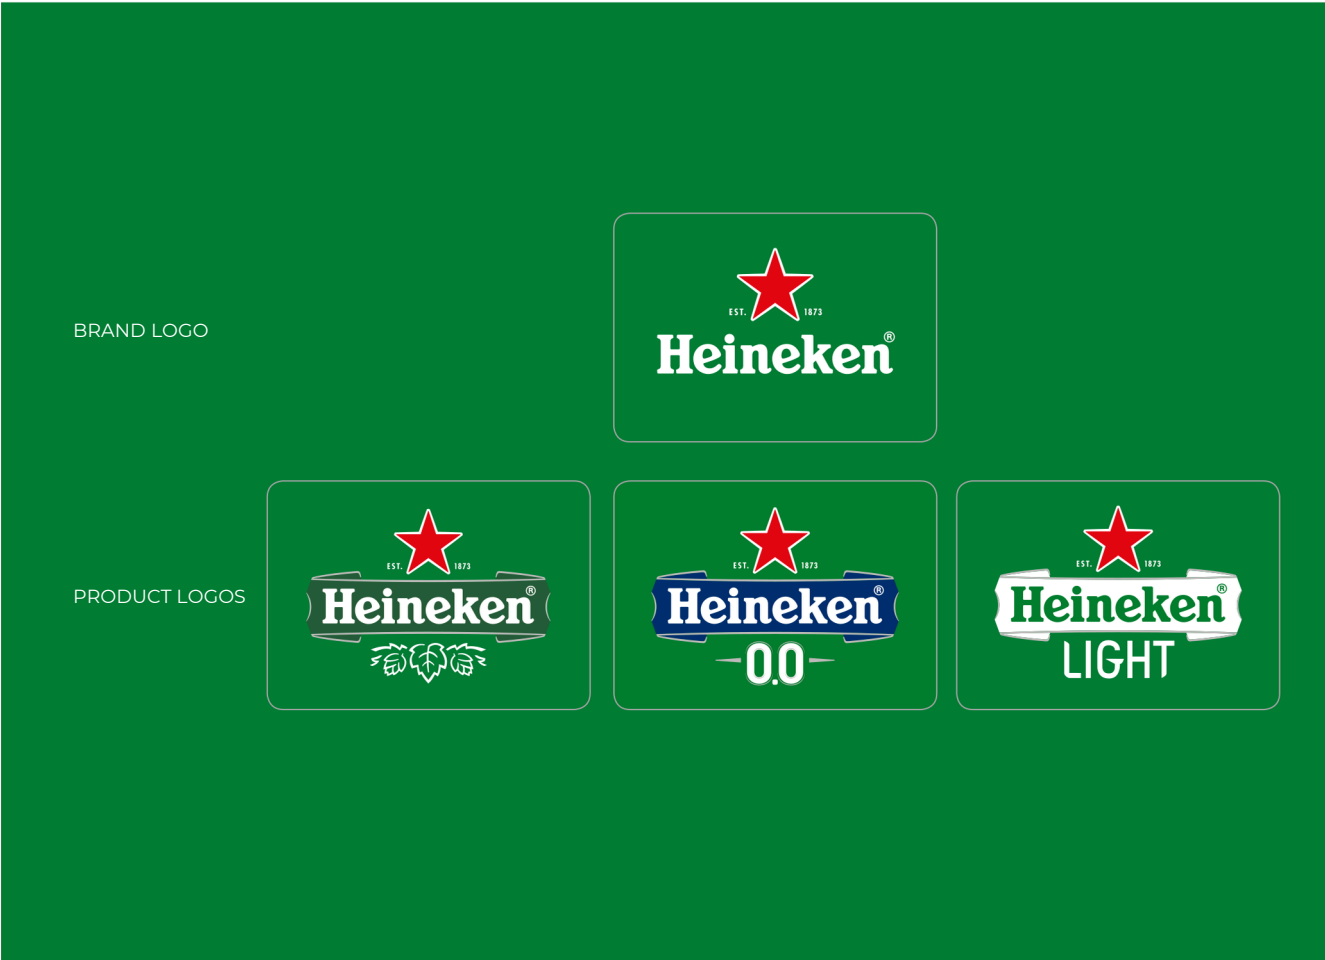 EST. 1873
Heineken®
BRAND LOGO
EST. 1873
Heineken®
EST. 1873
Heineken®
0.0
EST. 1873
Heineken®
LIGHT
PRODUCT LOGOS